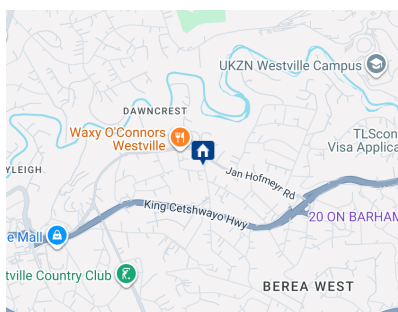 UKZN Westville Campus
DAWNCREST
Waxy O'Connors
Westville
TLScon
Visa Applica
YLEIGH
Jan Hofmeyr Rd
King Cetshwayo Hwy
20 ON BARHAM
e Mall
tville Country Club
BEREA WEST